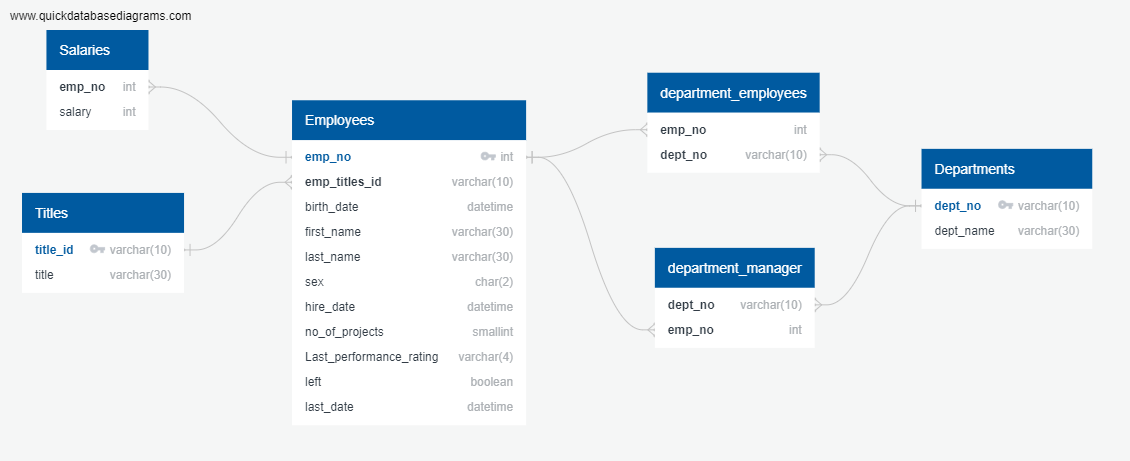 www.quickdatabasediagrams.com
Salaries
emp_no int
salary int
Titles
title_id varchar(10)
title varchar(30)
Employees
emp_no int
emp_titles_id varchar(10)
birth_date datetime
first_name varchar(30)
last_name varchar(30)
sex char(2)
hire_date datetime
no_of_projects smallint
Last_performance_rating varchar(4)
left boolean
last_date datetime
department_employees
emp_no int
dept_no varchar(10)
department_manager
dept_no varchar(10)
emp_no int
Departments
dept_no varchar(10)
dept_name varchar(30)